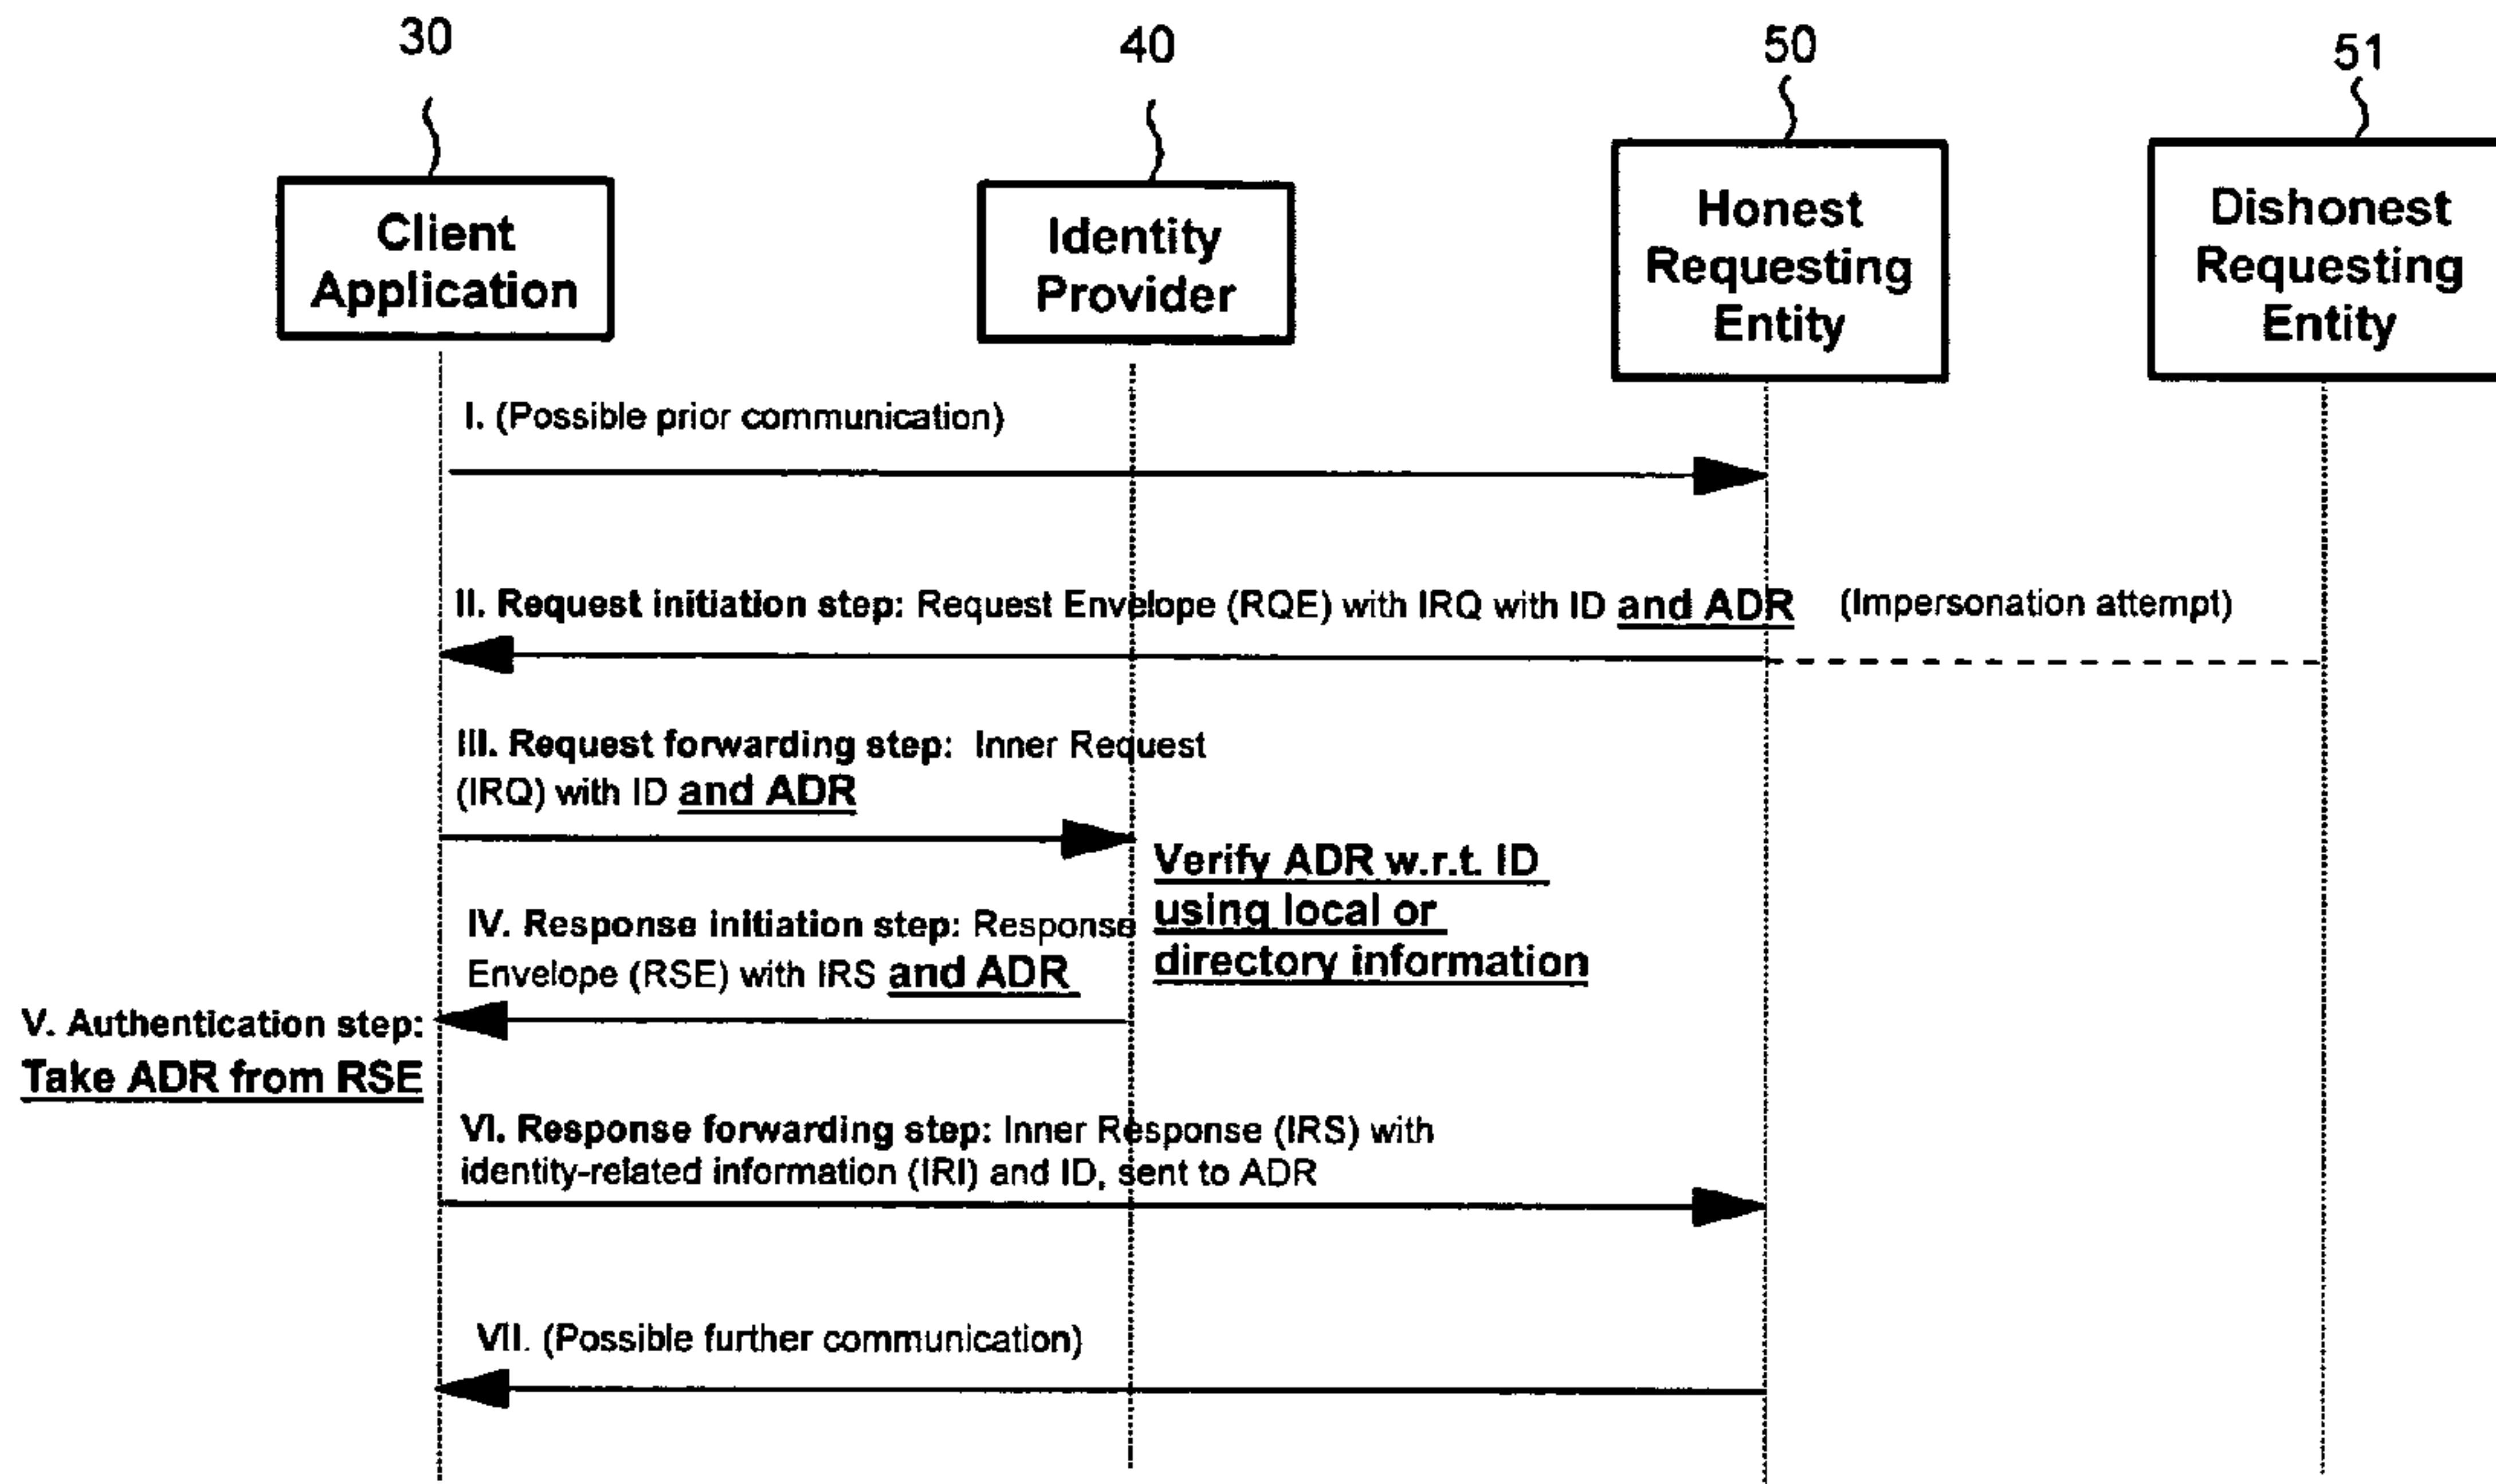 30
40
50
51
Client
Application
Identity
Provider
Honest
Requesting
Entity
Dishonest
Requesting
Entity
I. (Possible prior communication)
II. Request initiation step: Request Envelope (RQE) with IRQ with ID and ADR (Impersonation attempt)
III. Request forwarding step: Inner Request
(IRQ) with ID and ADR
Verify ADR w.r.t. ID
using local or
directory information
IV. Response initiation step: Response
Envelope (RSE) with IRS and ADR
V. Authentication step:
Take ADR from RSE
VI. Response forwarding step: Inner Response (IRS) with
identity-related information (IRI) and ID, sent to ADR
VII. (Possible further communication)